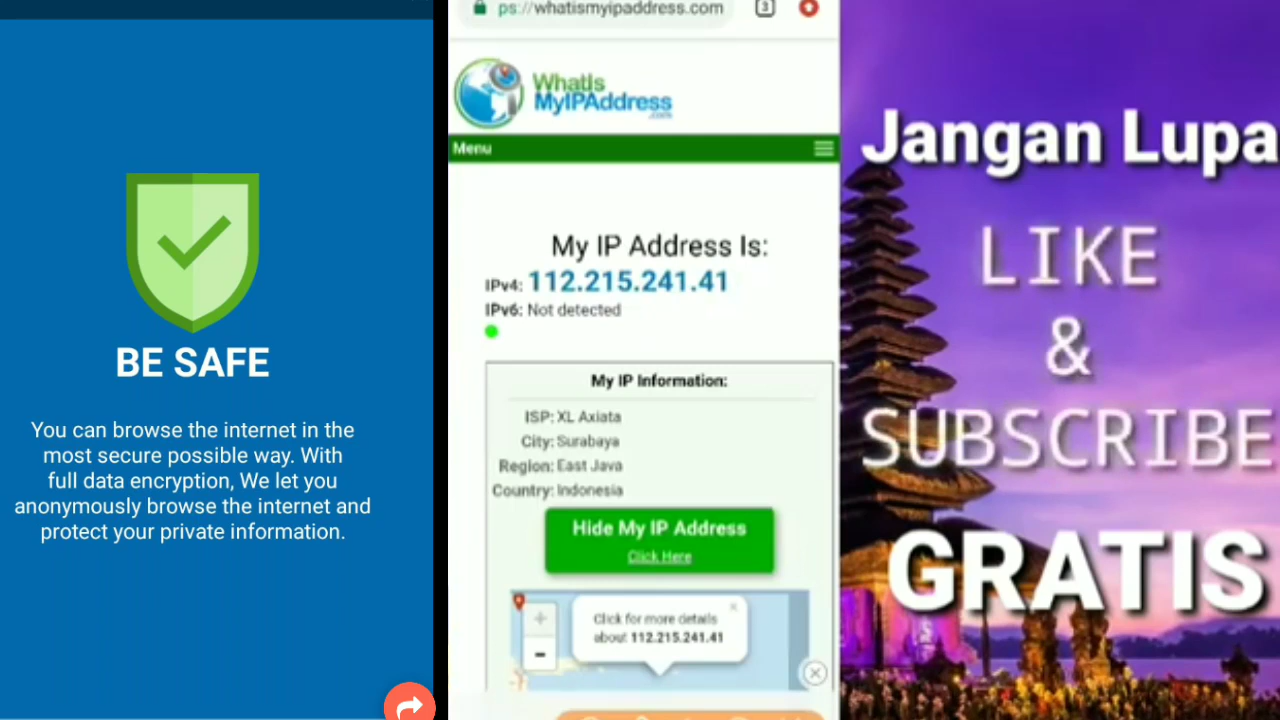 BE SAFE
You can browse the internet in the
most secure possible way. With
full data encryption, We let you
anonymously browse the internet and
protect your private information.
ps://whatismyipaddress.com
3
WhatIs
MyIPAddress
.com
Menu
My IP Address Is:
IPv4: 112.215.241.41
IPv6: Not detected
My IP Information:
ISP: XL Axiata
City: Surabaya
Region: East Java
Country: Indonesia
Hide My IP Address
Click Here
+
Click for more details
about 112.215.241.41
×
−
Jangan Lupa
LIKE
&
SUBSCRIBE
GRATIS